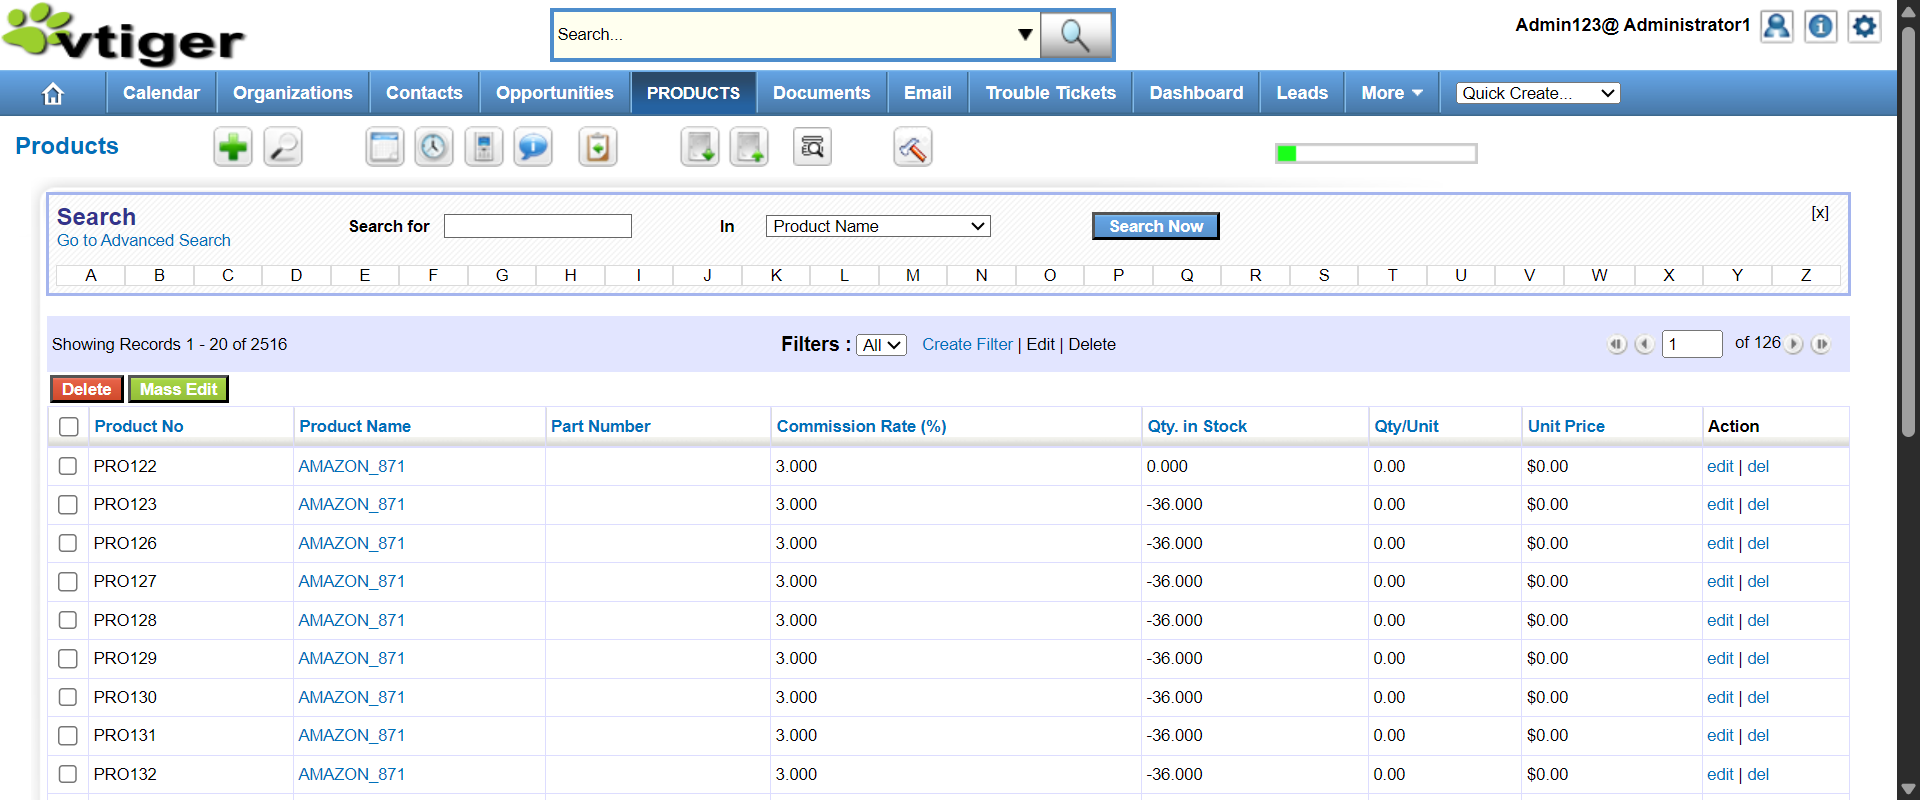 vtiger
Search...
Admin123@ Administrator1
Calendar Organizations Contacts Opportunities PRODUCTS Documents Email Trouble Tickets Dashboard Leads More Quick Create...
Products
Search
Go to Advanced Search
Search for In Product Name Search Now [x]
A B C D E F G H I J K L M N O P Q R S T U V W X Y Z
Showing Records 1 - 20 of 2516 Filters : All Create Filter | Edit | Delete 1 of 126
Delete Mass Edit
Product No Product Name Part Number Commission Rate (%) Qty. in Stock Qty/Unit Unit Price Action
PRO122 AMAZON_871 3.000 0.000 0.00 $0.00 edit | del
PRO123 AMAZON_871 3.000 -36.000 0.00 $0.00 edit | del
PRO126 AMAZON_871 3.000 -36.000 0.00 $0.00 edit | del
PRO127 AMAZON_871 3.000 -36.000 0.00 $0.00 edit | del
PRO128 AMAZON_871 3.000 -36.000 0.00 $0.00 edit | del
PRO129 AMAZON_871 3.000 -36.000 0.00 $0.00 edit | del
PRO130 AMAZON_871 3.000 -36.000 0.00 $0.00 edit | del
PRO131 AMAZON_871 3.000 -36.000 0.00 $0.00 edit | del
PRO132 AMAZON_871 3.000 -36.000 0.00 $0.00 edit | del